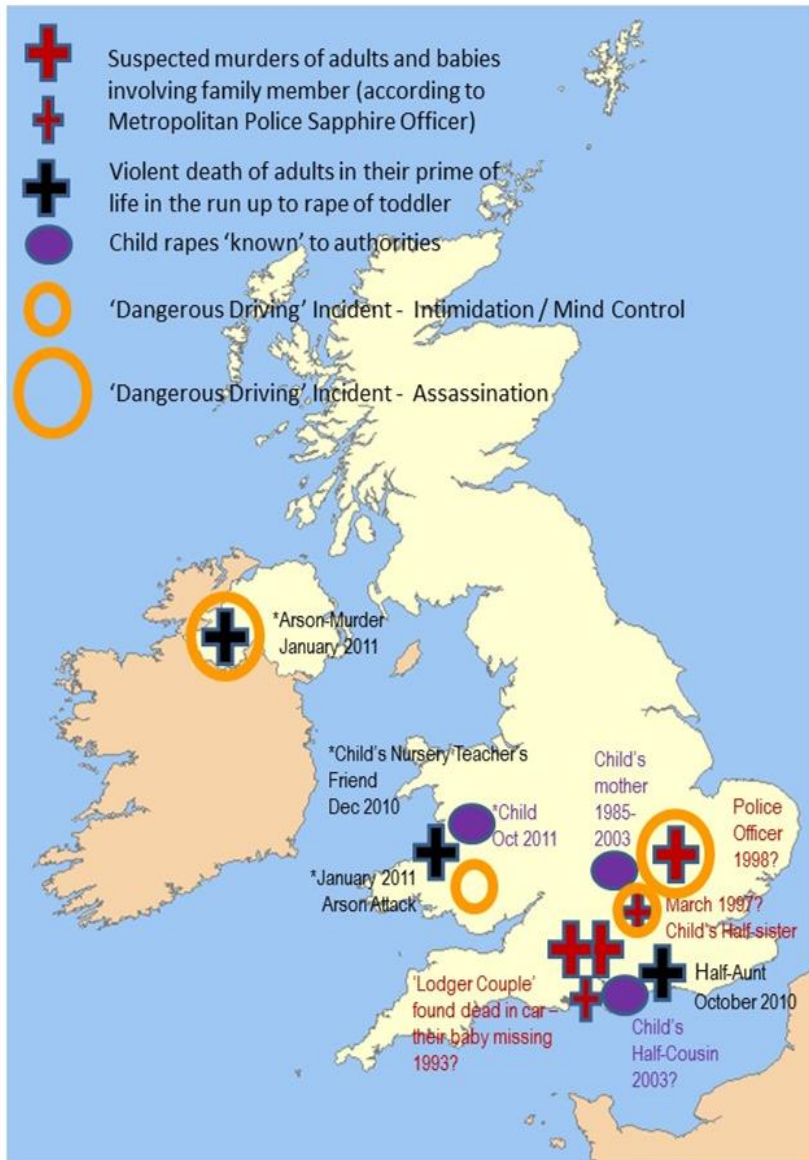 Suspected murders of adults and babies
involving family member (according to
Metropolitan Police Sapphire Officer)
Violent death of adults in their prime of
life in the run up to rape of toddler
Child rapes ‘known’ to authorities
‘Dangerous Driving’ Incident - Intimidation / Mind Control
‘Dangerous Driving’ Incident - Assassination
*Arson-Murder
January 2011
*Child’s Nursery Teacher’s
Friend
Dec 2010
Child’s
mother
1985-
2003
*Child
Oct 2011
Police
Officer
1998?
*January 2011
Arson Attack
March 1997?
Child’s Half-sister
‘Lodger Couple’
found dead in car –
their baby missing
1993?
Half-Aunt
October 2010
Child’s
Half-Cousin
2003?